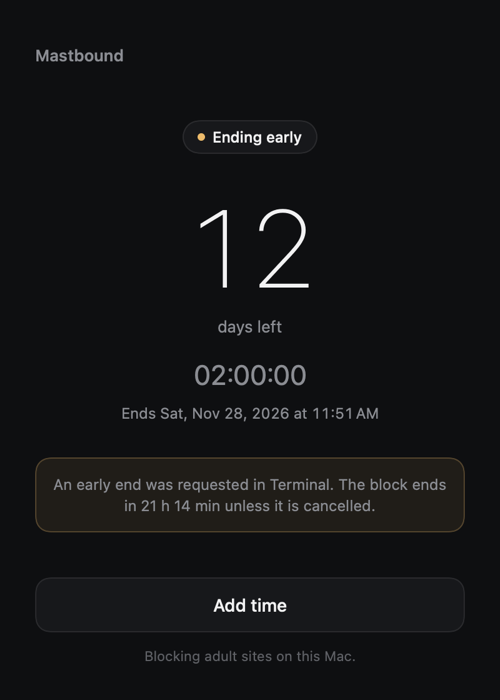 Mastbound
Ending early
12
days left
02:00:00
Ends Sat, Nov 28, 2026 at 11:51 AM
An early end was requested in Terminal. The block ends
in 21 h 14 min unless it is cancelled.
Add time
Blocking adult sites on this Mac.